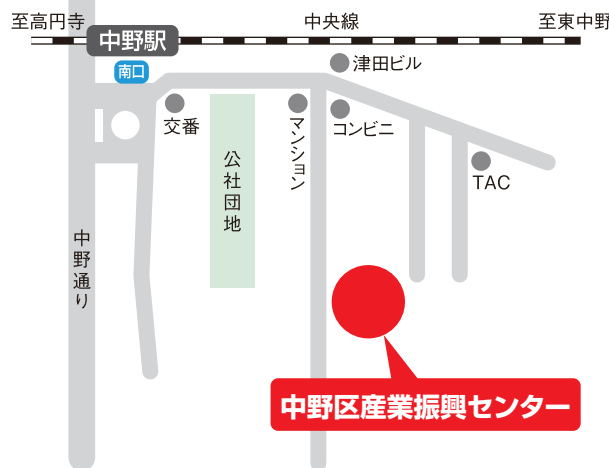 至高円寺
中央線
至東中野
中野駅
南口
津田ビル
交番
マンション
コンビニ
公社団地
TAC
中野通り
中野区産業振興センター